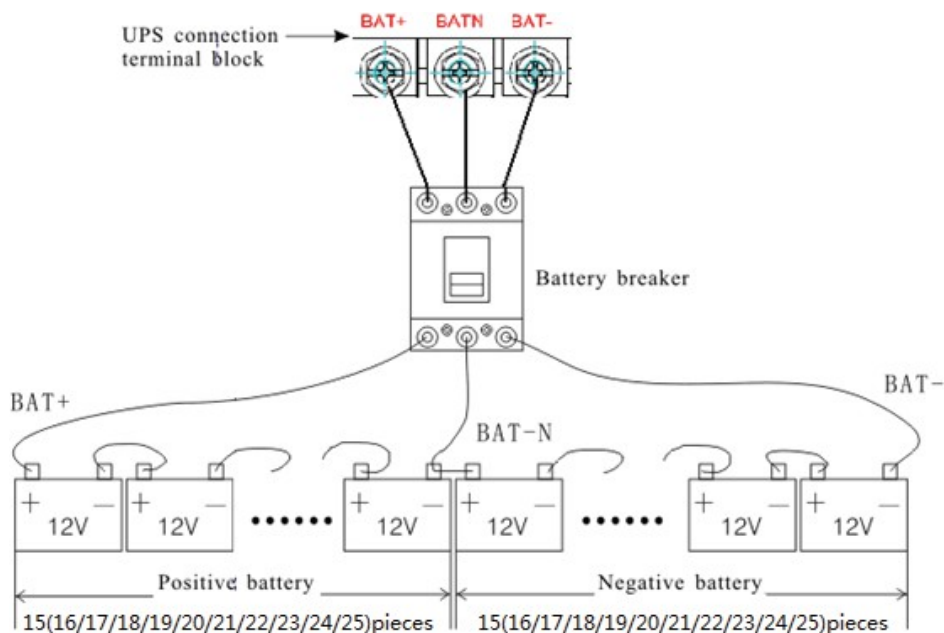 BAT+ BATN BAT-
UPS connection
terminal block
Battery breaker
BAT+
BAT-
BAT-N
+ − + − + − + − + − + −
12V 12V 12V 12V 12V 12V
Positive battery Negative battery
15(16/17/18/19/20/21/22/23/24/25)pieces 15(16/17/18/19/20/21/22/23/24/25)pieces